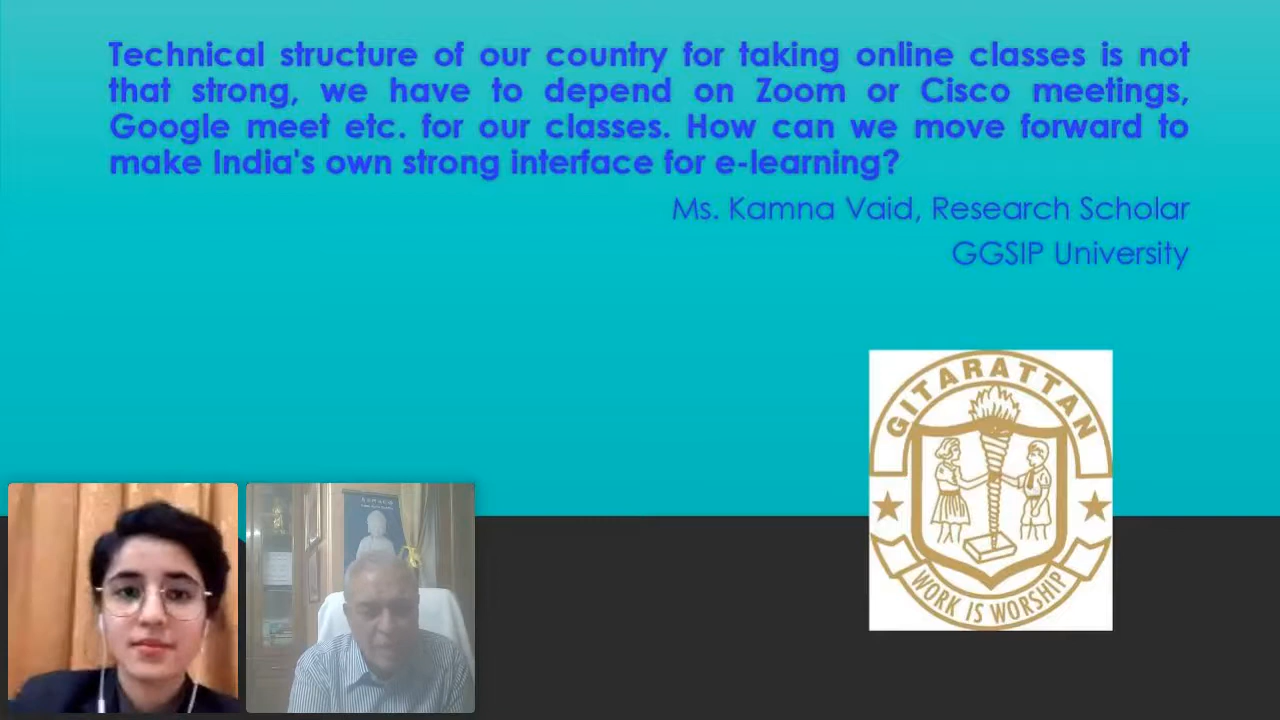 Technical structure of our country for taking online classes is not
that strong, we have to depend on Zoom or Cisco meetings,
Google meet etc. for our classes. How can we move forward to
make India's own strong interface for e-learning?
Ms. Kamna Vaid, Research Scholar
GGSIP University
GITARATTAN
WORK IS WORSHIP